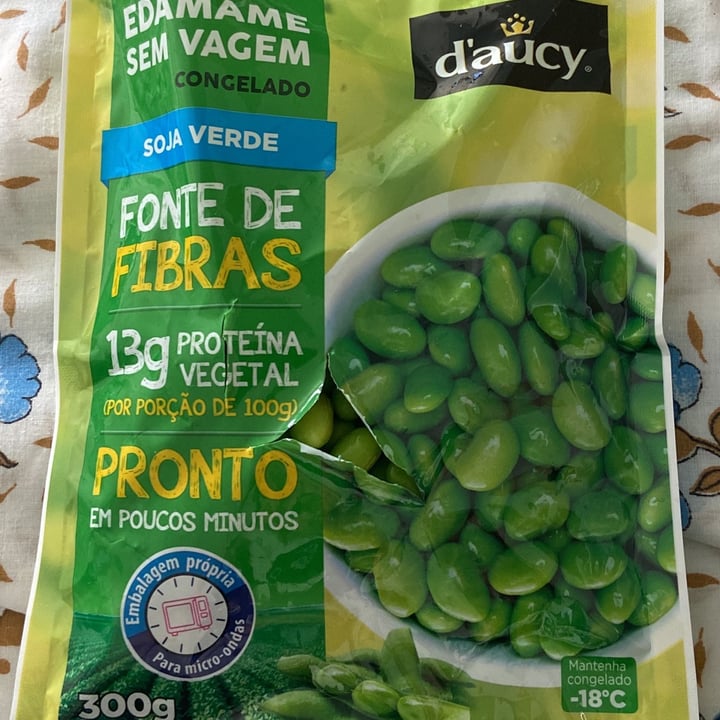 EDAMAME
SEM VAGEM
CONGELADO
d'aucy®
SOJA VERDE
FONTE DE
FIBRAS
13g PROTEÍNA
VEGETAL
(POR PORÇÃO DE 100g)
PRONTO
EM POUCOS MINUTOS
Embalagem própria
Para micro-ondas
Mantenha
congelado
-18°C
300g